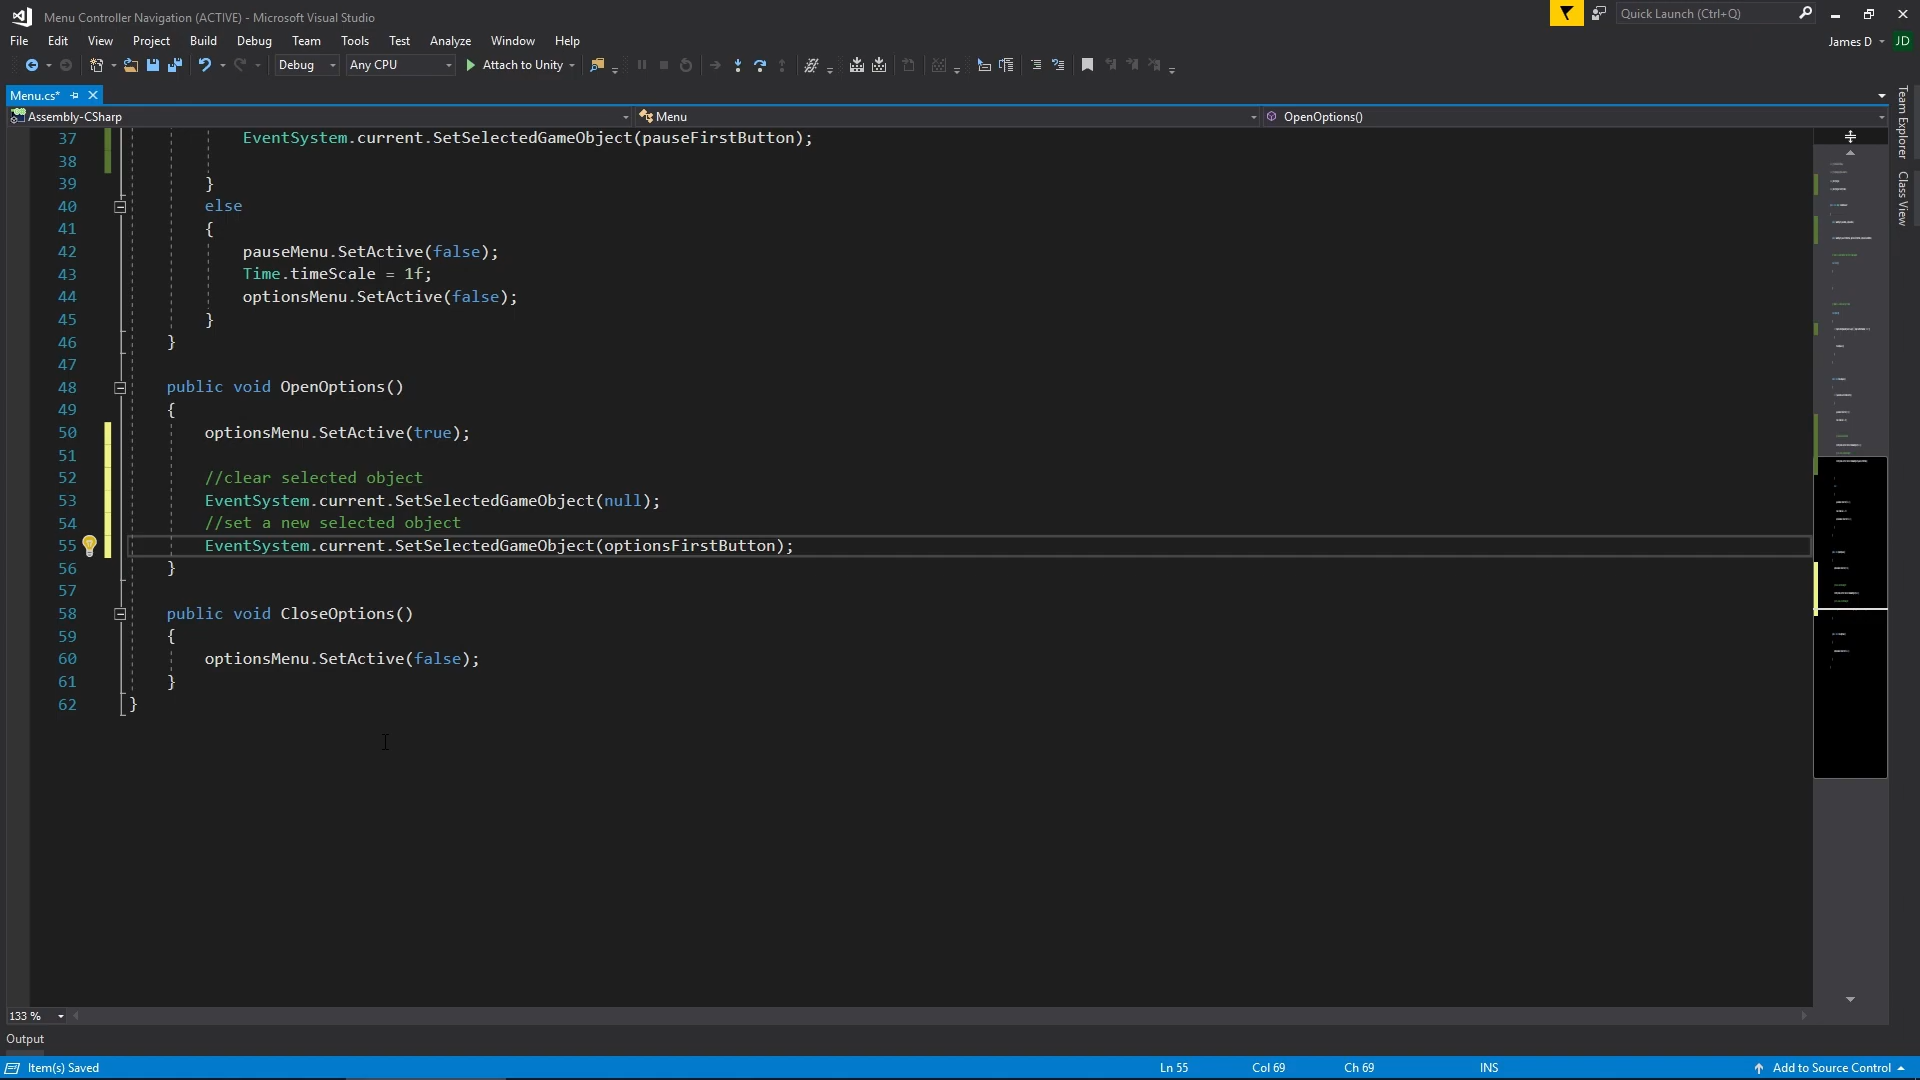 Menu Controller Navigation (ACTIVE) - Microsoft Visual Studio
Quick Launch (Ctrl+Q)
File Edit View Project Build Debug Team Tools Test Analyze Window Help
James D JD
Debug Any CPU Attach to Unity
Menu.cs*
Assembly-CSharp Menu OpenOptions()
Team Explorer
Class View
37 EventSystem.current.SetSelectedGameObject(pauseFirstButton);
38
39 }
40 else
41 {
42 pauseMenu.SetActive(false);
43 Time.timeScale = 1f;
44 optionsMenu.SetActive(false);
45 }
46 }
47
48 public void OpenOptions()
49 {
50 optionsMenu.SetActive(true);
51
52 //clear selected object
53 EventSystem.current.SetSelectedGameObject(null);
54 //set a new selected object
55 EventSystem.current.SetSelectedGameObject(optionsFirstButton);
56 }
57
58 public void CloseOptions()
59 {
60 optionsMenu.SetActive(false);
61 }
62 }
133 %
Output
Item(s) Saved Ln 55 Col 69 Ch 69 INS Add to Source Control